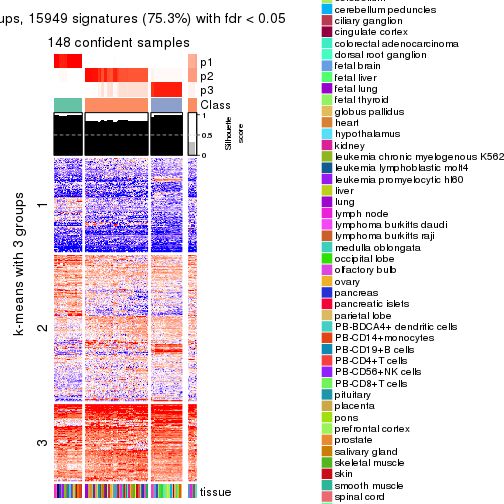 ups, 15949 signatures (75.3%) with fdr < 0.05
148 confident samples
p1
p2
p3
Class
1
0.5
0
Silhouette
score
k-means with 3 groups
1
2
3
tissue
cerebellum peduncles
ciliary ganglion
cingulate cortex
colorectal adenocarcinoma
dorsal root ganglion
fetal brain
fetal liver
fetal lung
fetal thyroid
globus pallidus
heart
hypothalamus
kidney
leukemia chronic myelogenous K562
leukemia lymphoblastic molt4
leukemia promyelocytic hl60
liver
lung
lymph node
lymphoma burkitts daudi
lymphoma burkitts raji
medulla oblongata
occipital lobe
olfactory bulb
ovary
pancreas
pancreatic islets
parietal lobe
PB-BDCA4+ dendritic cells
PB-CD14+monocytes
PB-CD19+B cells
PB-CD4+T cells
PB-CD56+NK cells
PB-CD8+T cells
pituitary
placenta
pons
prefrontal cortex
prostate
salivary gland
skeletal muscle
skin
smooth muscle
spinal cord